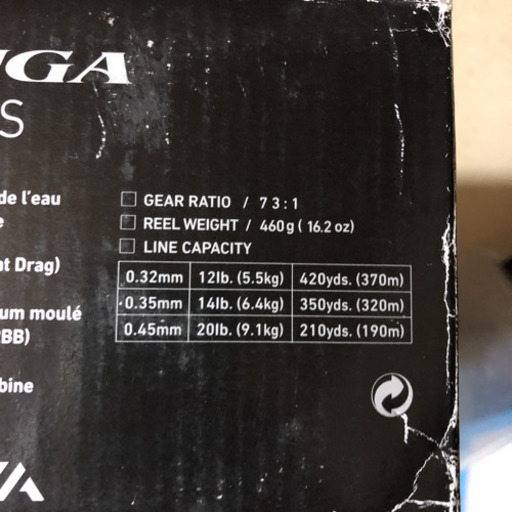 IGA
S
de l'eau
e
nt Drag)
um moulé
BB)
bine
GEAR RATIO / 7 3 : 1
REEL WEIGHT / 460g ( 16.2 oz)
LINE CAPACITY
0.32mm 12lb. (5.5kg) 420yds. (370m)
0.35mm 14lb. (6.4kg) 350yds. (320m)
0.45mm 20lb. (9.1kg) 210yds. (190m)